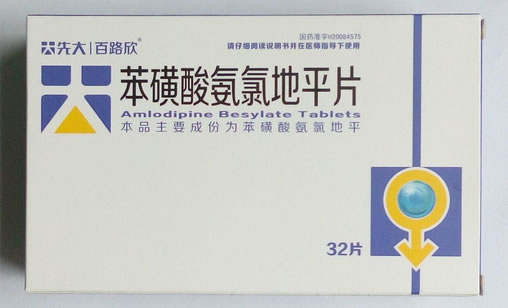 国药准字H20084575
请仔细阅读说明书并在医师指导下使用
先大|百路欣®
苯磺酸氨氯地平片
Amlodipine Besylate Tablets
本品主要成份为苯磺酸氨氯地平
32片